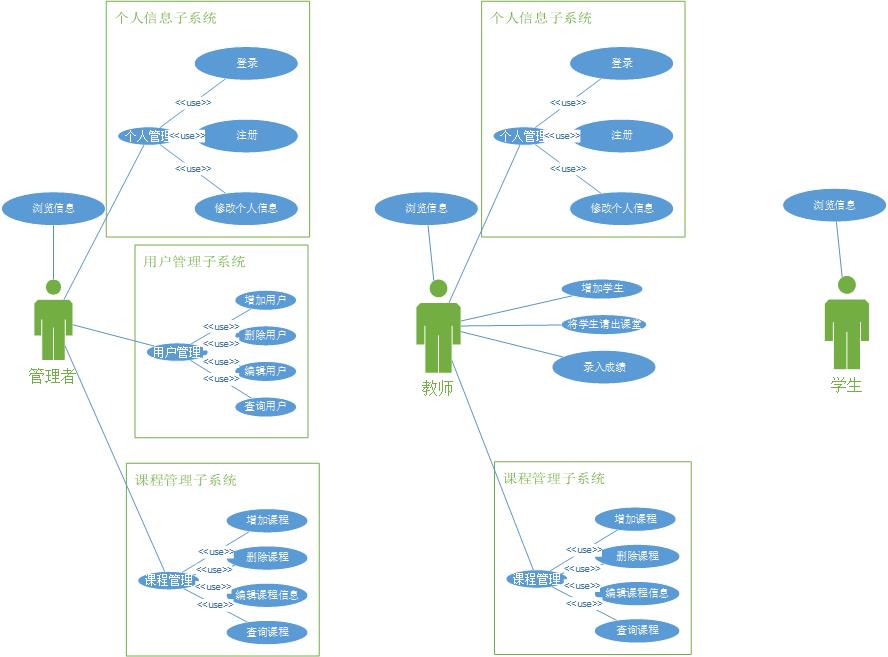 个人信息子系统
登录
<<use>>
个人管理
<<use>>
注册
<<use>>
修改个人信息
浏览信息
管理者
用户管理子系统
增加用户
<<use>>
删除用户
<<use>>
用户管理
<<use>>
编辑用户
<<use>>
查询用户
课程管理子系统
增加课程
<<use>>
删除课程
<<use>>
课程管理
<<use>>
编辑课程信息
<<use>>
查询课程
个人信息子系统
登录
<<use>>
个人管理
<<use>>
注册
<<use>>
修改个人信息
浏览信息
教师
增加学生
将学生请出课堂
录入成绩
课程管理子系统
增加课程
<<use>>
删除课程
<<use>>
课程管理
<<use>>
编辑课程信息
<<use>>
查询课程
浏览信息
学生